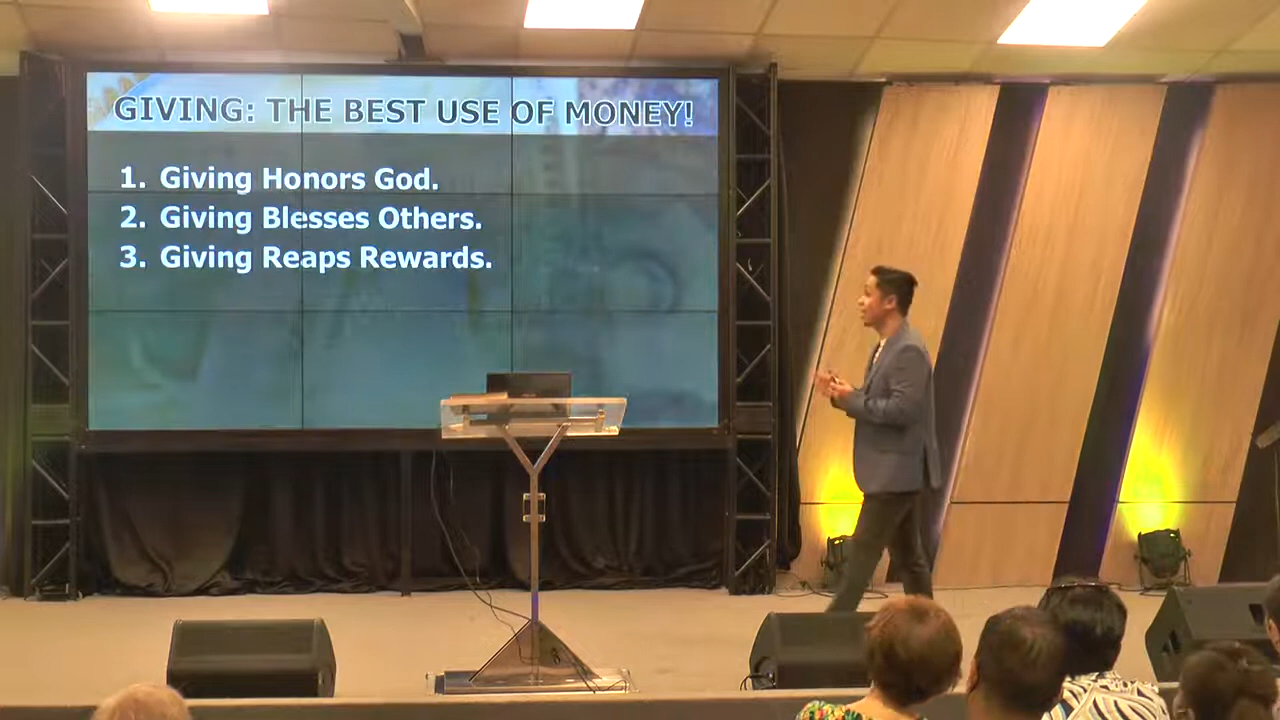 GIVING: THE BEST USE OF MONEY!
1. Giving Honors God.
2. Giving Blesses Others.
3. Giving Reaps Rewards.